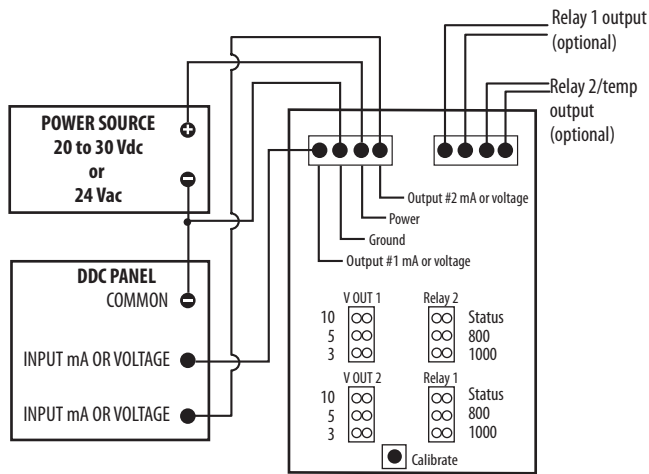 Relay 1 output
(optional)
Relay 2/temp
output
(optional)
POWER SOURCE
20 to 30 Vdc
or
24 Vac
Output #2 mA or voltage
Power
Ground
Output #1 mA or voltage
DDC PANEL
COMMON
INPUT mA OR VOLTAGE
INPUT mA OR VOLTAGE
V OUT 1
10
5
3
Relay 2
Status
800
1000
V OUT 2
10
5
3
Relay 1
Status
800
1000
Calibrate